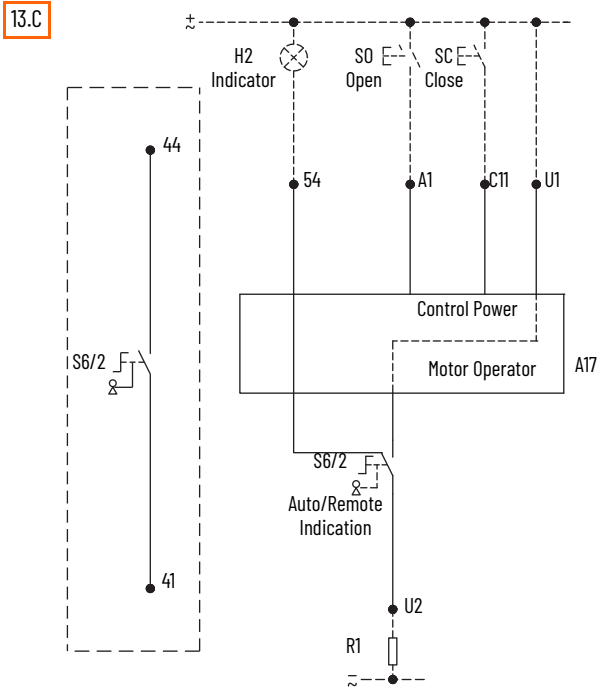 13.C
H2
Indicator
SO
Open
SC
Close
44
54
A1
C11
U1
Control Power
Motor Operator
A17
S6/2
S6/2
Auto/Remote
Indication
41
U2
R1